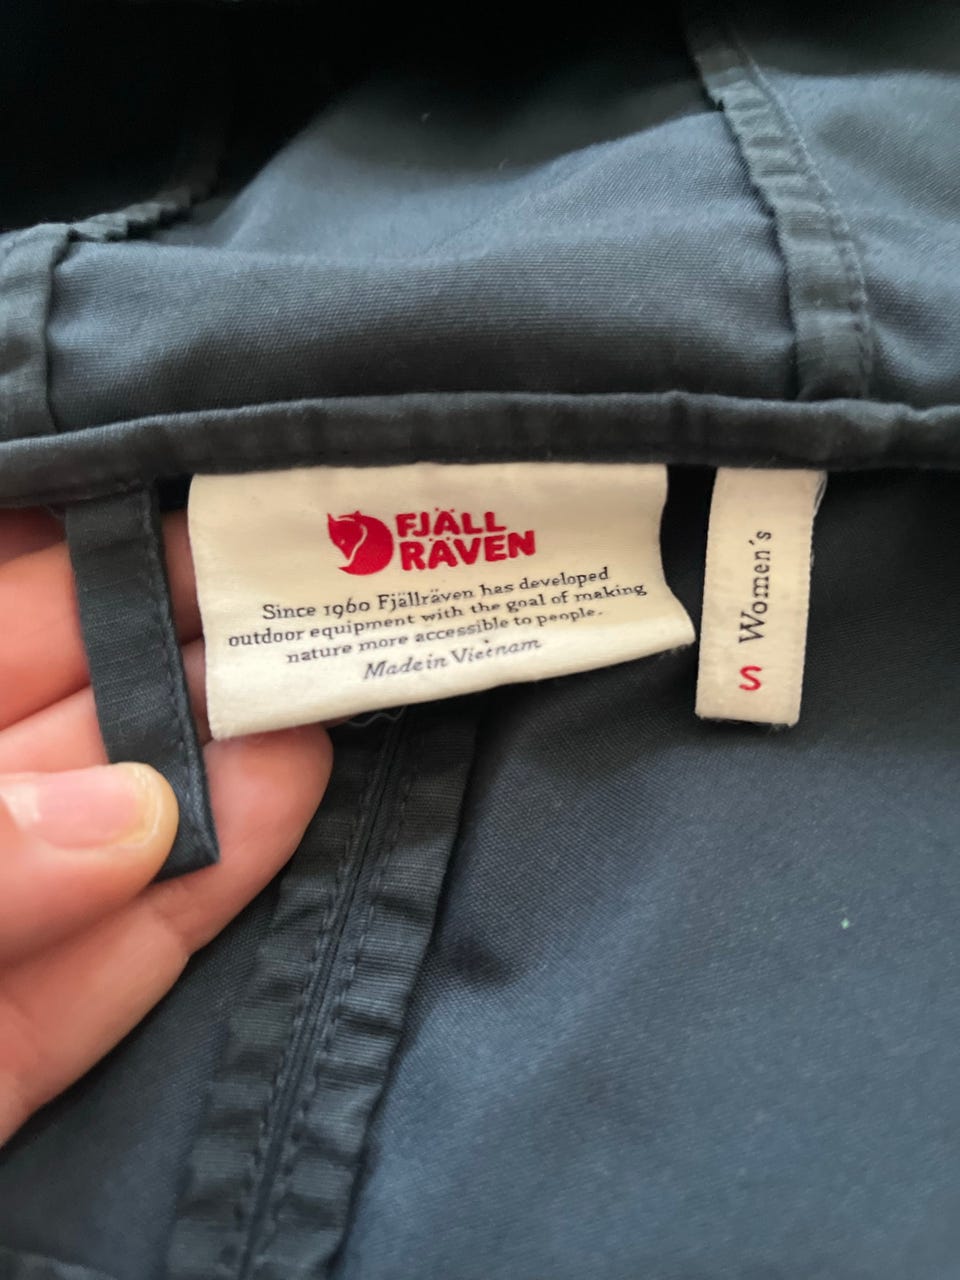 FJÄLL
RÄVEN
Since 1960 Fjällräven has developed
outdoor equipment with the goal of making
nature more accessible to people.
Made in Vietnam
Women's
S